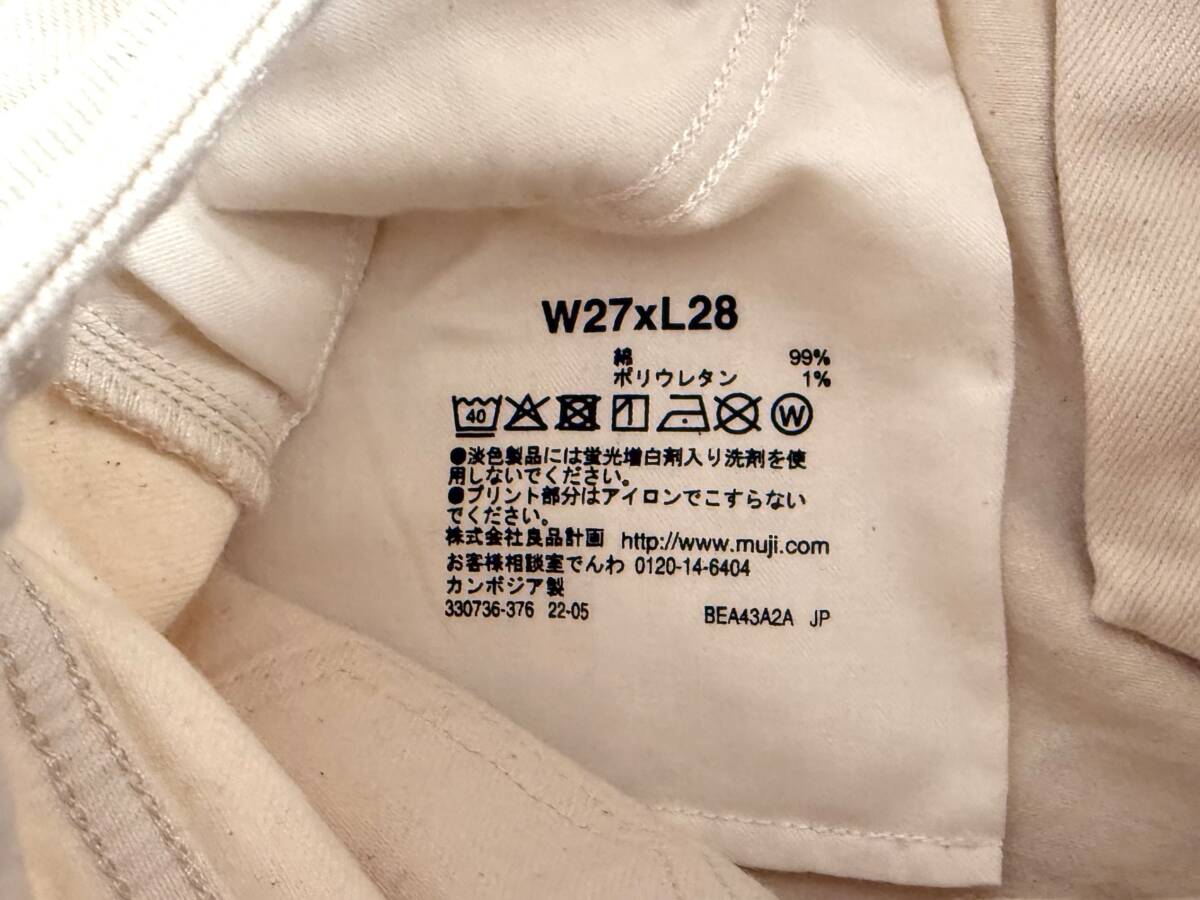 W27xL28
綿 99%
ポリウレタン 1%
40
W
●淡色製品には蛍光増白剤入り洗剤を使
用しないでください。
●プリント部分はアイロンでこすらない
でください。
株式会社良品計画 http://www.muji.com
お客様相談室でんわ 0120-14-6404
カンボジア製
330736-376 22-05 BEA43A2A JP